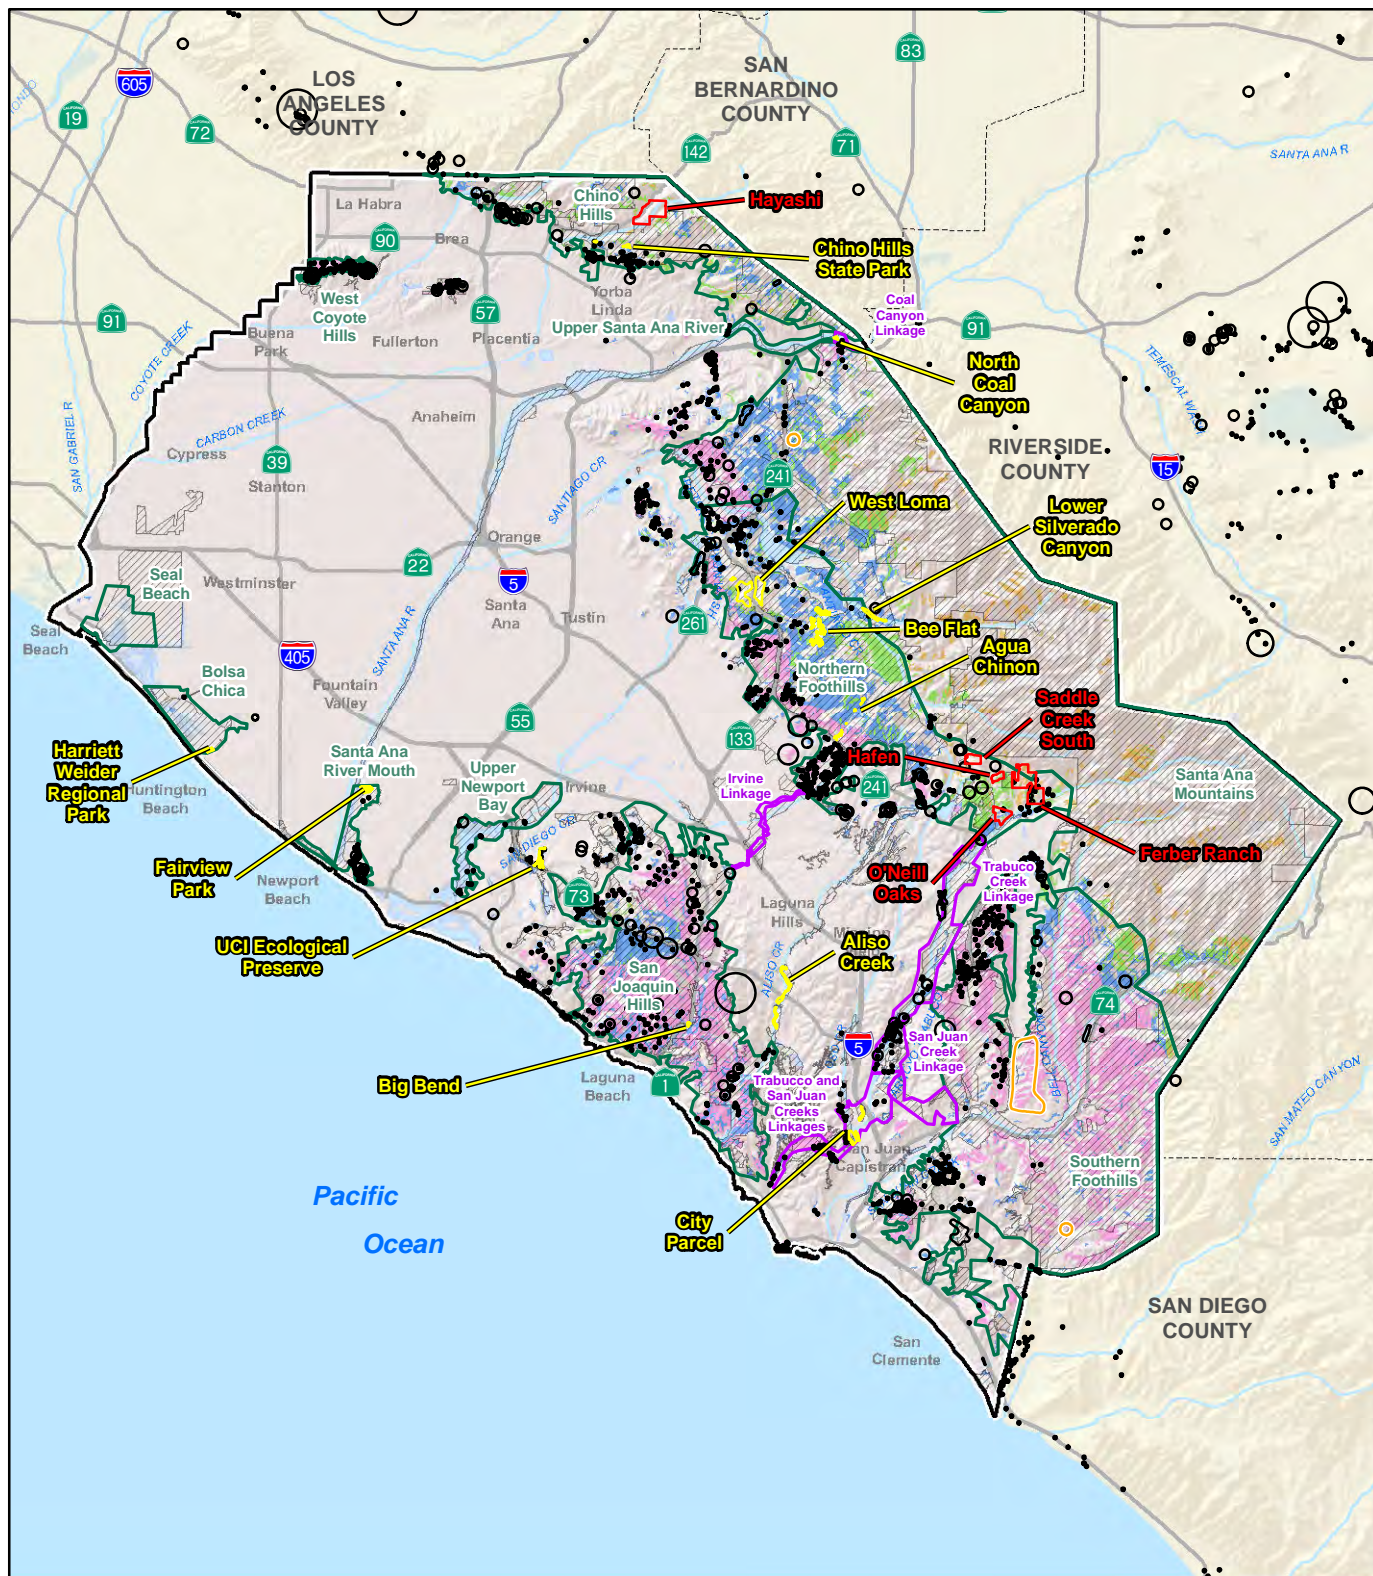 83
SAN
BERNARDINO
COUNTY
LOS
ANGELES
COUNTY
605
19
72
142
71
SANTA ANA R
La Habra
Chino
Hills
Hayashi
90
Brea
Chino Hills
State Park
West
Coyote
Hills
Yorba
Linda
Coal
Canyon
Linkage
91
57
Upper Santa Ana River
91
Buena
Park
Fullerton
Placentia
COYOTE CREEK
TEMESCAL WASH
North
Coal
Canyon
SAN GABRIEL R
CARBON CREEK
Anaheim
RIVERSIDE
COUNTY
Cypress
39
Stanton
241
15
SANTIAGO CR
West Loma
Lower
Silverado
Canyon
Orange
22
5
Seal
Beach
Westminster
Santa
Ana
Tustin
261
Bee Flat
Seal
Beach
405
SANTA ANA R
Agua
Chinon
Bolsa
Chica
Northern
Foothills
Fountain
Valley
Saddle
Creek
South
55
133
Harriett
Weider
Regional
Park
Santa Ana
River Mouth
Hafen
Upper
Newport
Bay
Irvine
Irvine
Linkage
241
Santa Ana
Mountains
Huntington
Beach
SAN DIEGO CR
Fairview
Park
Ferber Ranch
O'Neill
Oaks
Trabuco
Creek
Linkage
Newport
Beach
73
Laguna
Hills
UCI Ecological
Preserve
Aliso
Creek
ALISO CR
San
Joaquin
Hills
74
5
San Juan
Creek
Linkage
BELL CANYON
Big Bend
Laguna
Beach
1
Trabucco and
San Juan
Creeks
Linkages
SAN MATEO CANYON
San Juan
Capistrano
Southern
Foothills
Pacific
Ocean
City
Parcel
SAN DIEGO
COUNTY
San
Clemente